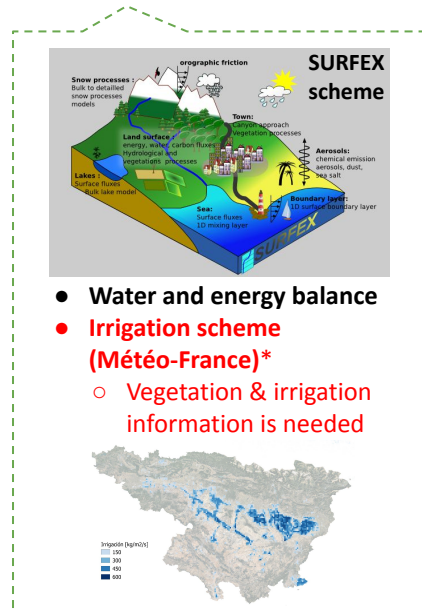 orographic friction
SURFEX
scheme
Snow processes :
Bulk to detailled
snow processes
models
Town:
Canyon approach
Vegetation processes
Land surface :
energy, water, carbon fluxes
Hydrological and
vegetations processes
Aerosols:
chemical emission
aerosols, dust,
sea salt
Lakes :
Surface fluxes
Bulk lake model
Sea:
Surface fluxes
1D mixing layer
Boundary layer:
1D surface boundary layer
SURFEX
● Water and energy balance
● Irrigation scheme
(Météo-France)*
○ Vegetation & irrigation
information is needed
Irrigación [kg/m2/s]
150
300
450
600